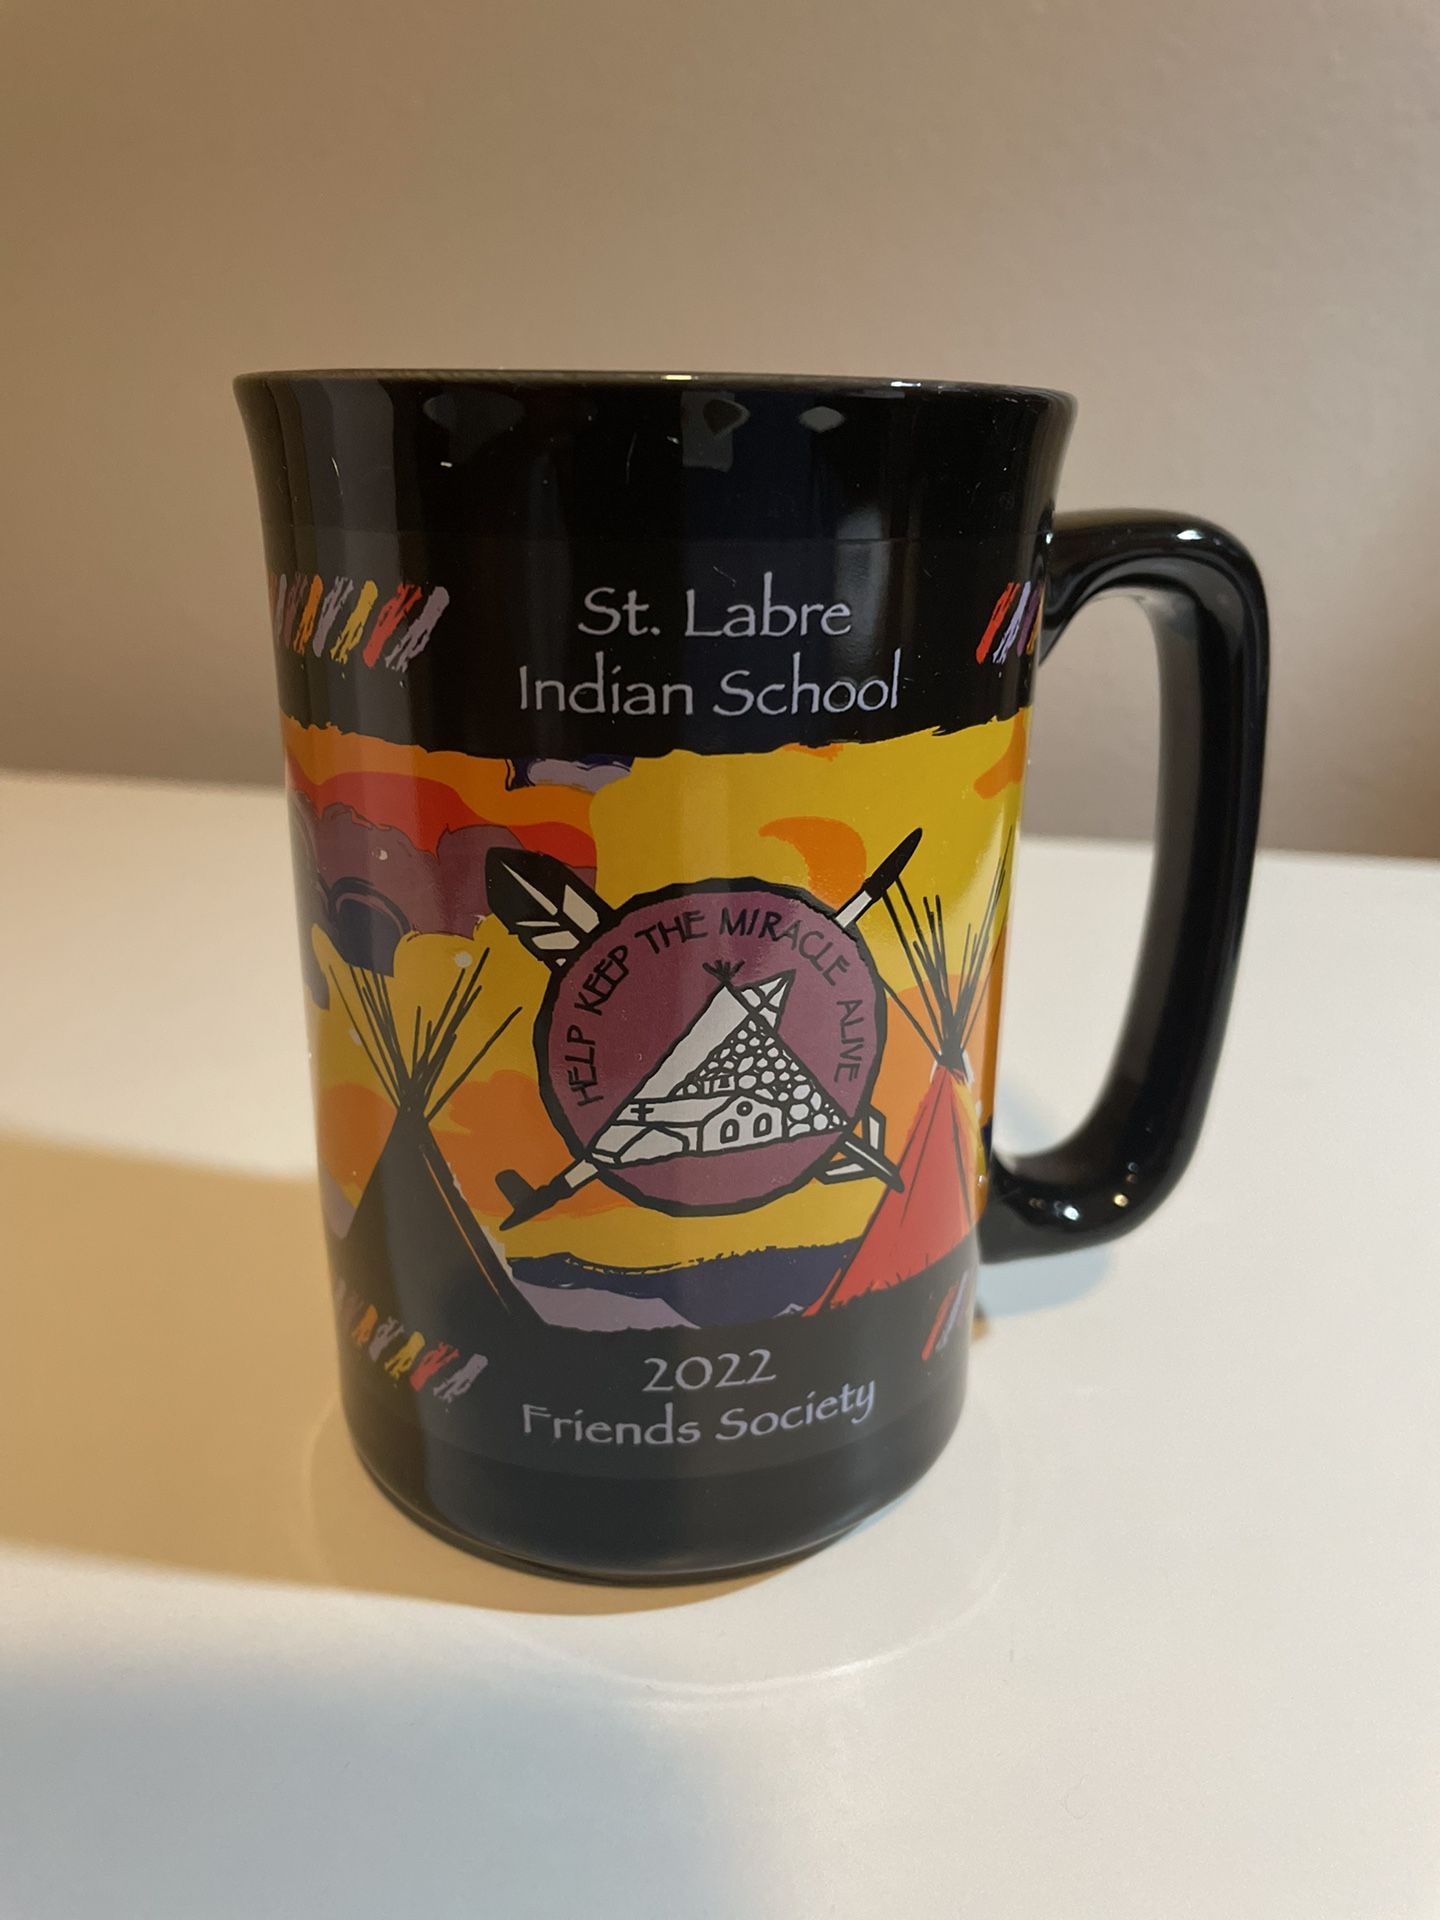 St. Labre
Indian School
HELP KEEP THE MIRACLE ALIVE
2022
Friends Society